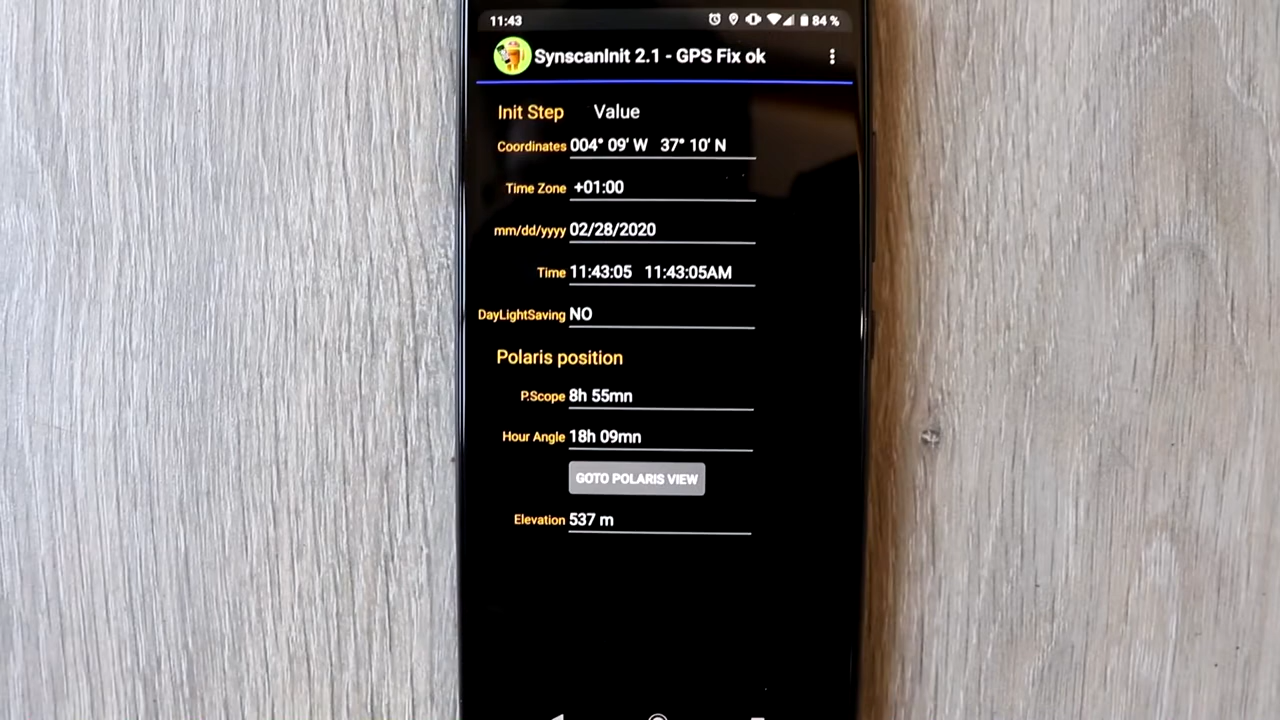 11:43 84 %
SynscanInit 2.1 - GPS Fix ok
Init Step Value
Coordinates 004° 09' W 37° 10' N
Time Zone +01:00
mm/dd/yyyy 02/28/2020
Time 11:43:05 11:43:05AM
DayLightSaving NO
Polaris position
P.Scope 8h 55mn
Hour Angle 18h 09mn
GOTO POLARIS VIEW
Elevation 537 m